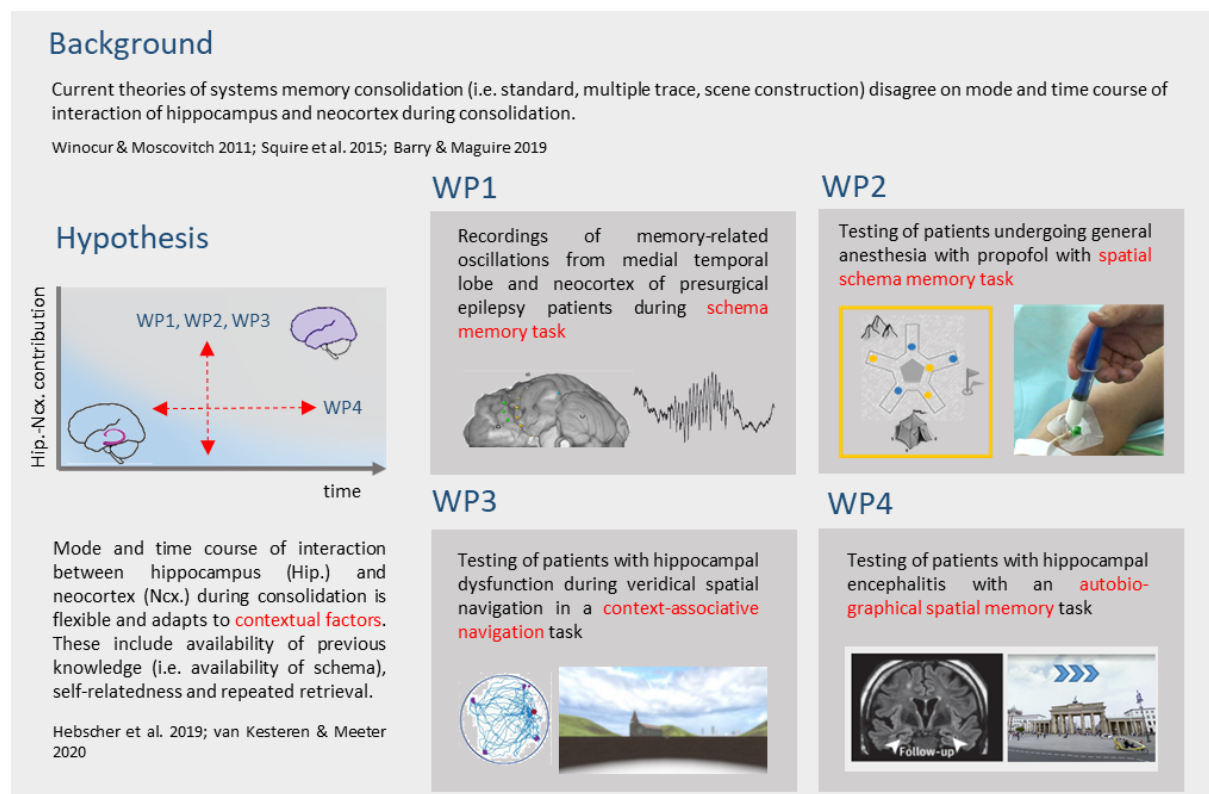 Background
Current theories of systems memory consolidation (i.e. standard, multiple trace, scene construction) disagree on mode and time course of
interaction of hippocampus and neocortex during consolidation.
Winocur & Moscovitch 2011; Squire et al. 2015; Barry & Maguire 2019
Hypothesis
Hip.-Ncx. contribution
WP1, WP2, WP3
WP4
time
Mode and time course of interaction
between hippocampus (Hip.) and
neocortex (Ncx.) during consolidation is
flexible and adapts to contextual factors.
These include availability of previous
knowledge (i.e. availability of schema),
self-relatedness and repeated retrieval.
Hebscher et al. 2019; van Kesteren & Meeter
2020
WP1
Recordings of memory-related
oscillations from medial temporal
lobe and neocortex of presurgical
epilepsy patients during schema
memory task
WP2
Testing of patients undergoing general
anesthesia with propofol with spatial
schema memory task
WP3
Testing of patients with hippocampal
dysfunction during veridical spatial
navigation in a context-associative
navigation task
WP4
Testing of patients with hippocampal
encephalitis with an autobio-
graphical spatial memory task
Follow-up